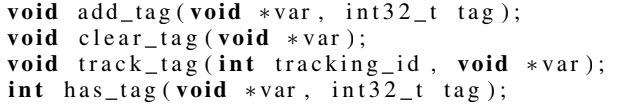 void add_tag(void *var, int32_t tag);
void clear_tag(void *var);
void track_tag(int tracking_id, void *var);
int has_tag(void *var, int32_t tag);